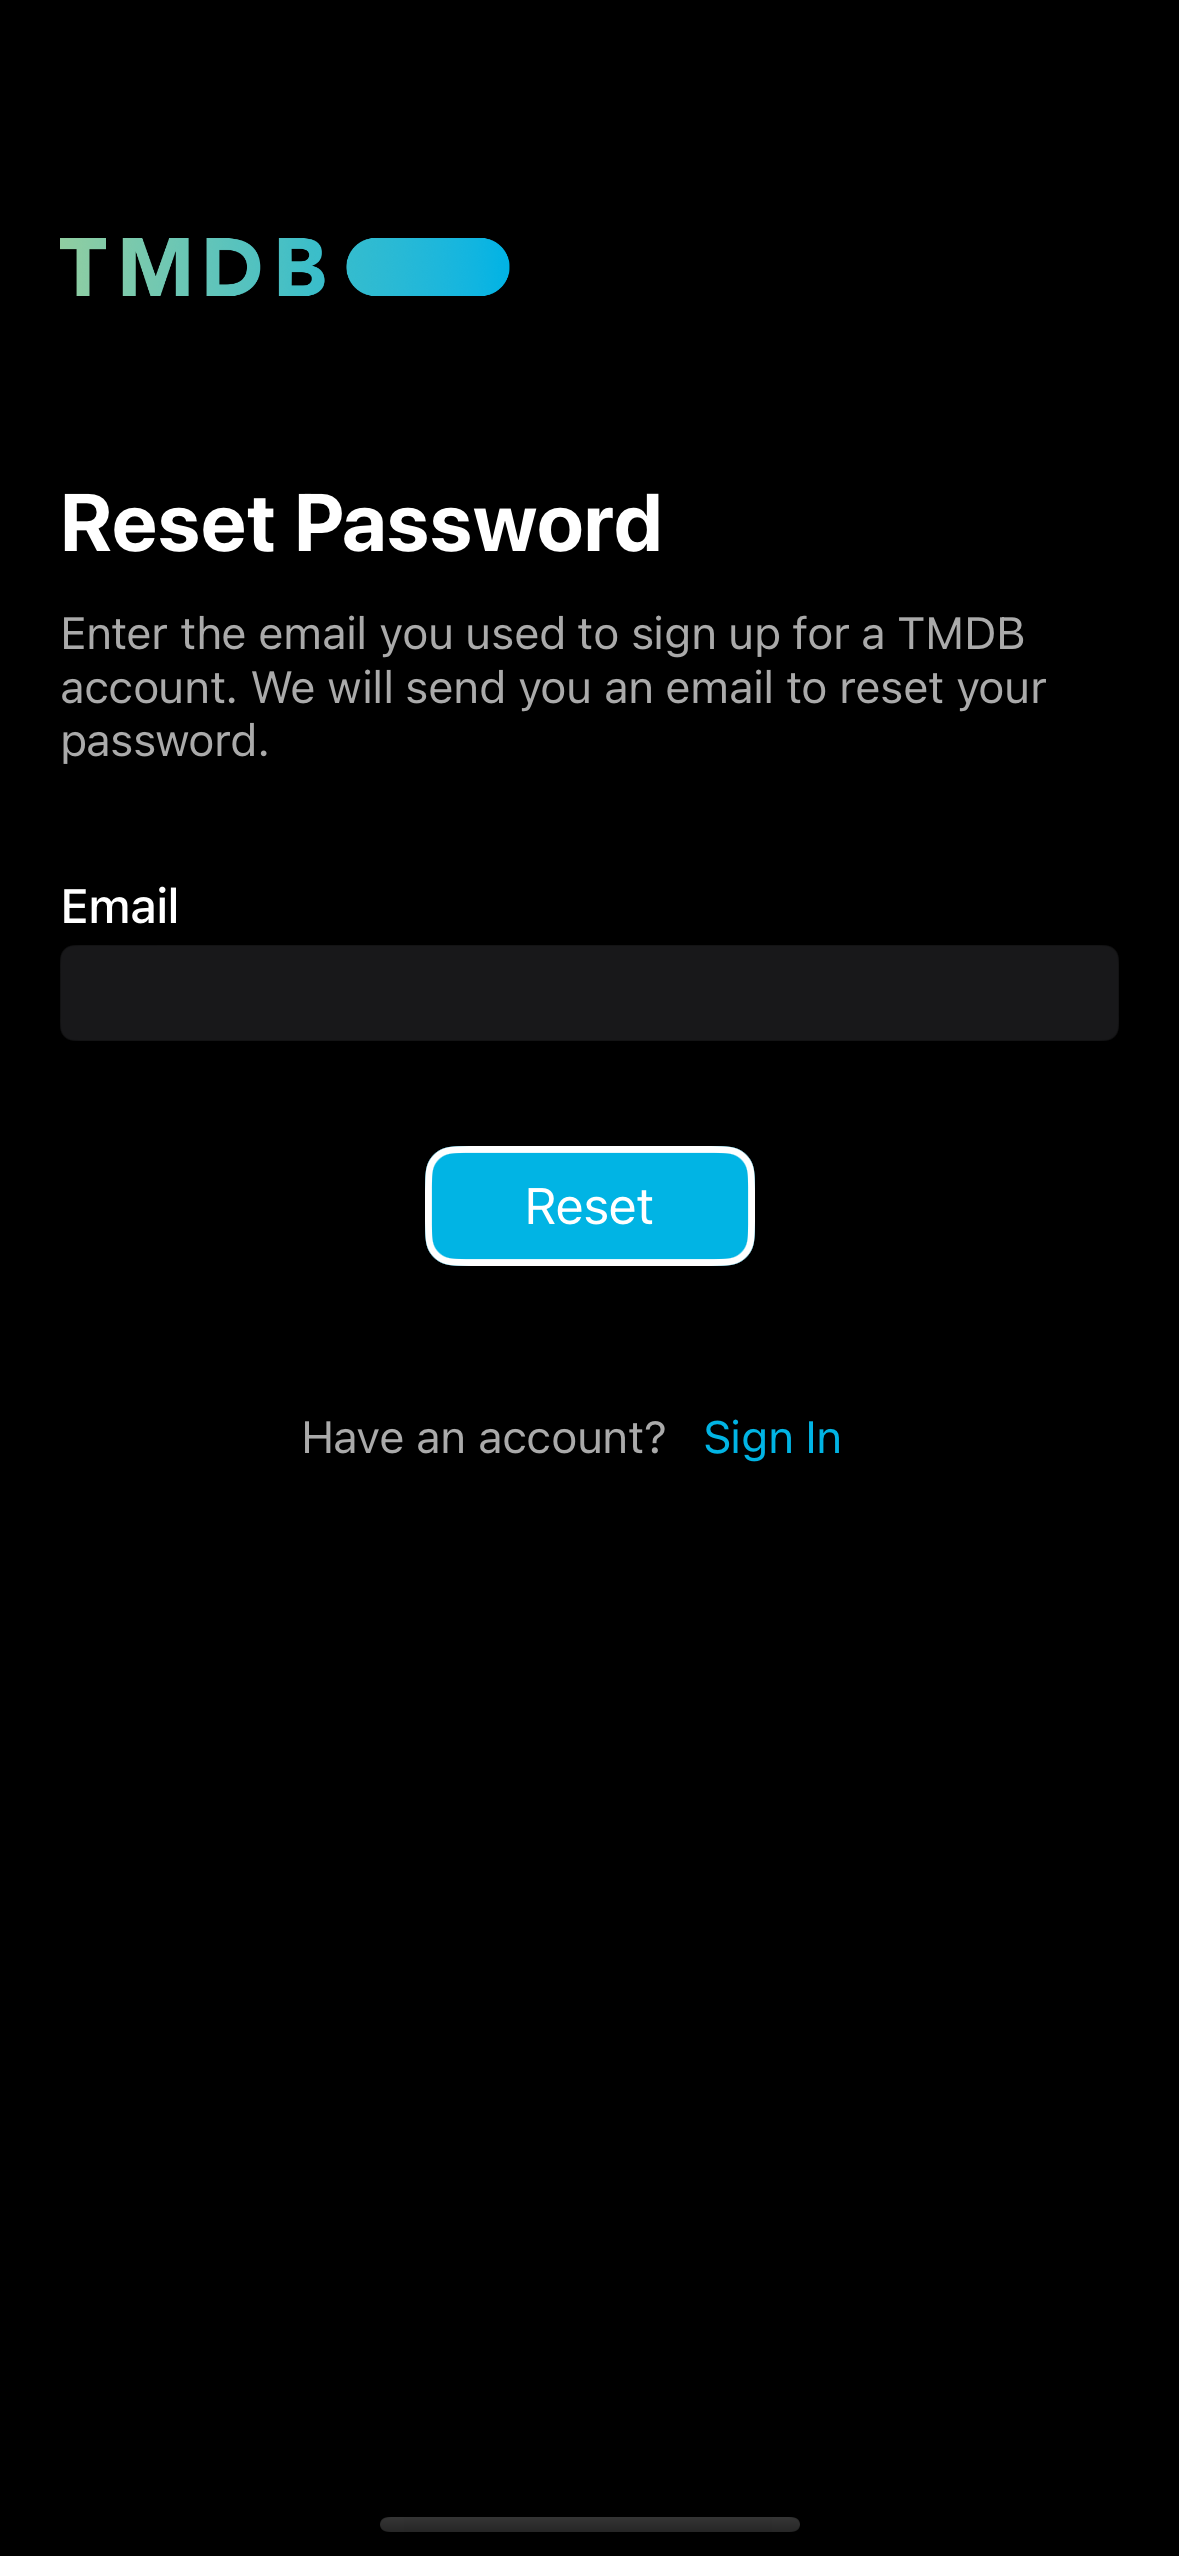 TMDB
Reset Password
Enter the email you used to sign up for a TMDB
account. We will send you an email to reset your
password.
Email
Reset
Have an account? Sign In